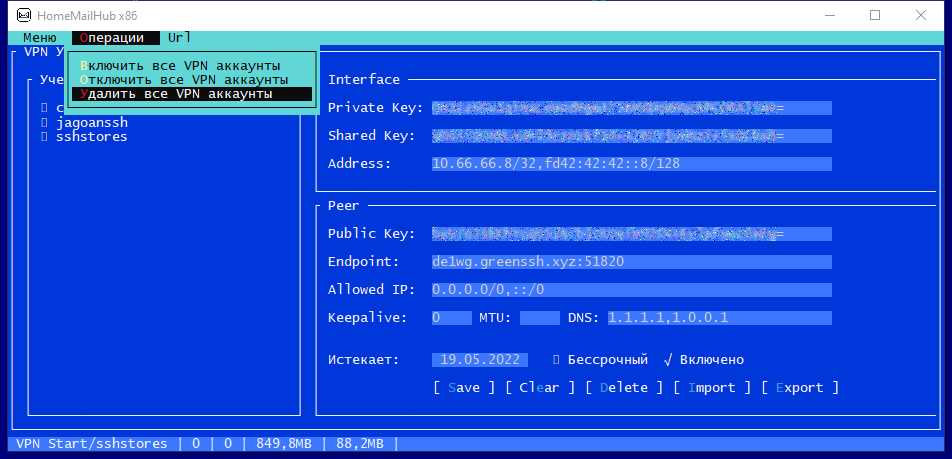 HomeMailHub x86
Меню Операции Url
VPN У
Включить все VPN аккаунты
Отключить все VPN аккаунты
Удалить все VPN аккаунты
Уче
c
jagoanssh
sshstores
Interface
Private Key: =
Shared Key: =
Address: 10.66.66.8/32,fd42:42:42::8/128
Peer
Public Key: =
Endpoint: de1wg.greenssh.xyz:51820
Allowed IP: 0.0.0.0/0,::/0
Keepalive: 0 MTU: DNS: 1.1.1.1,1.0.0.1
Истекает: 19.05.2022 ▯ Бессрочный √ Включено
[ Save ] [ Clear ] [ Delete ] [ Import ] [ Export ]
VPN Start/sshstores | 0 | 0 | 849,8MB | 88,2MB |